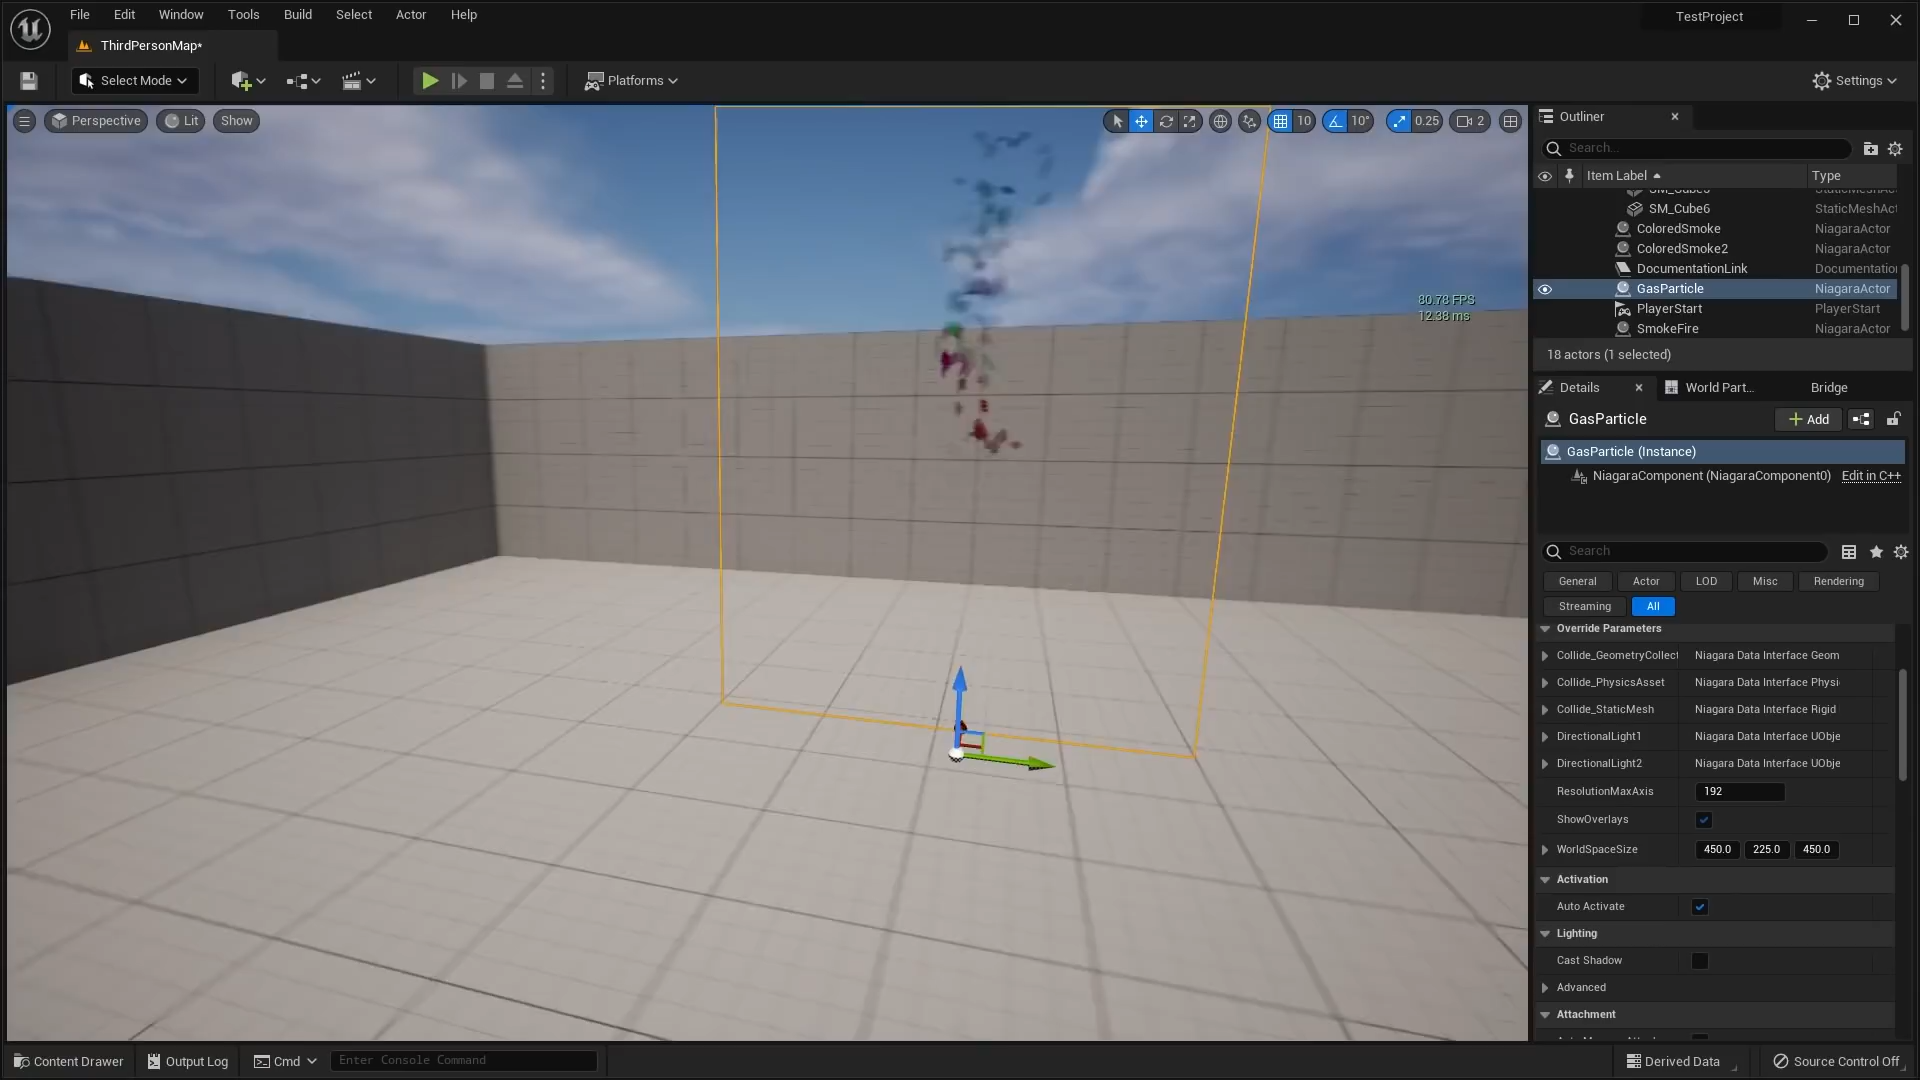 File Edit Window Tools Build Select Actor Help
TestProject
ThirdPersonMap*
Select Mode
Platforms
Settings
Perspective Lit Show
10 10° 0.25 2
80.78 FPS
12.38 ms
Outliner
Search...
Item Label Type
SM_Cube6 StaticMeshAct
ColoredSmoke NiagaraActor
ColoredSmoke2 NiagaraActor
DocumentationLink Documentation
GasParticle NiagaraActor
PlayerStart PlayerStart
SmokeFire NiagaraActor
18 actors (1 selected)
Details World Part... Bridge
GasParticle Add
GasParticle (Instance)
NiagaraComponent (NiagaraComponent0) Edit in C++
Search
General Actor LOD Misc Rendering
Streaming All
Override Parameters
Collide_GeometryCollect Niagara Data Interface Geom
Collide_PhysicsAsset Niagara Data Interface Physi
Collide_StaticMesh Niagara Data Interface Rigid
DirectionalLight1 Niagara Data Interface UObje
DirectionalLight2 Niagara Data Interface UObje
ResolutionMaxAxis 192
ShowOverlays
WorldSpaceSize 450.0 225.0 450.0
Activation
Auto Activate
Lighting
Cast Shadow
Advanced
Attachment
Content Drawer Output Log Cmd Enter Console Command Derived Data Source Control Off